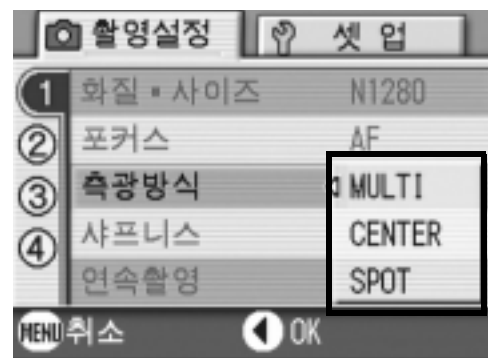 촬영설정 셋 업
1 화질 ▪ 사이즈 N1280
2 포커스 AF
3 측광방식 MULTI
4 샤프니스 CENTER
연속촬영 SPOT
MENU 취소 OK